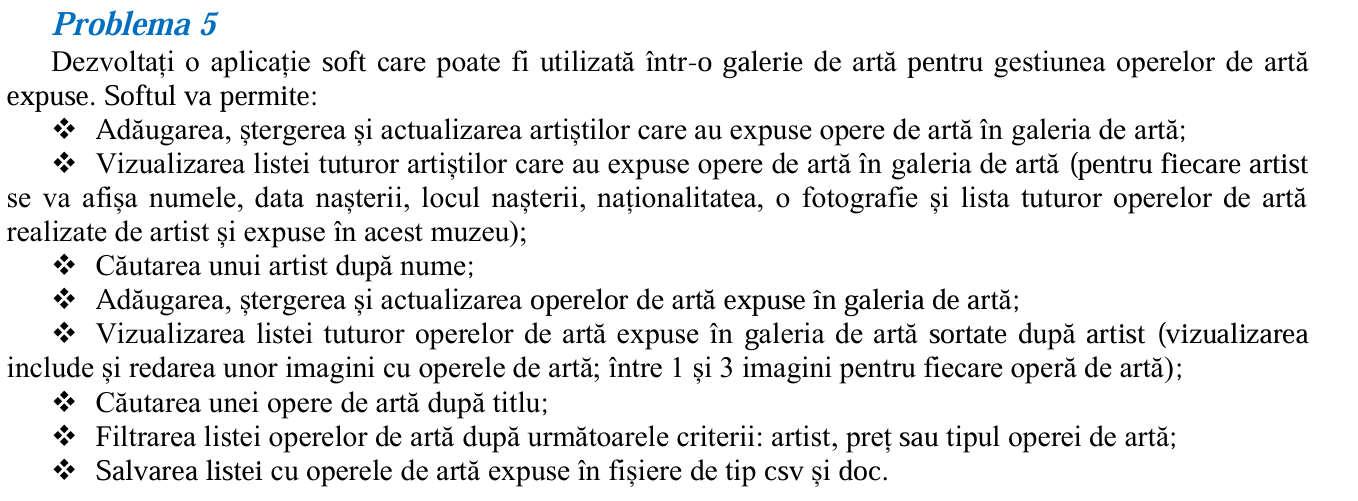 Problema 5
Dezvoltați o aplicație soft care poate fi utilizată într-o galerie de artă pentru gestiunea operelor de artă
expuse. Softul va permite:
❖ Adăugarea, ștergerea și actualizarea artiștilor care au expuse opere de artă în galeria de artă;
❖ Vizualizarea listei tuturor artiștilor care au expuse opere de artă în galeria de artă (pentru fiecare artist
se va afișa numele, data nașterii, locul nașterii, naționalitatea, o fotografie și lista tuturor operelor de artă
realizate de artist și expuse în acest muzeu);
❖ Căutarea unui artist după nume;
❖ Adăugarea, ștergerea și actualizarea operelor de artă expuse în galeria de artă;
❖ Vizualizarea listei tuturor operelor de artă expuse în galeria de artă sortate după artist (vizualizarea
include și redarea unor imagini cu operele de artă; între 1 și 3 imagini pentru fiecare operă de artă);
❖ Căutarea unei opere de artă după titlu;
❖ Filtrarea listei operelor de artă după următoarele criterii: artist, preț sau tipul operei de artă;
❖ Salvarea listei cu operele de artă expuse în fișiere de tip csv și doc.